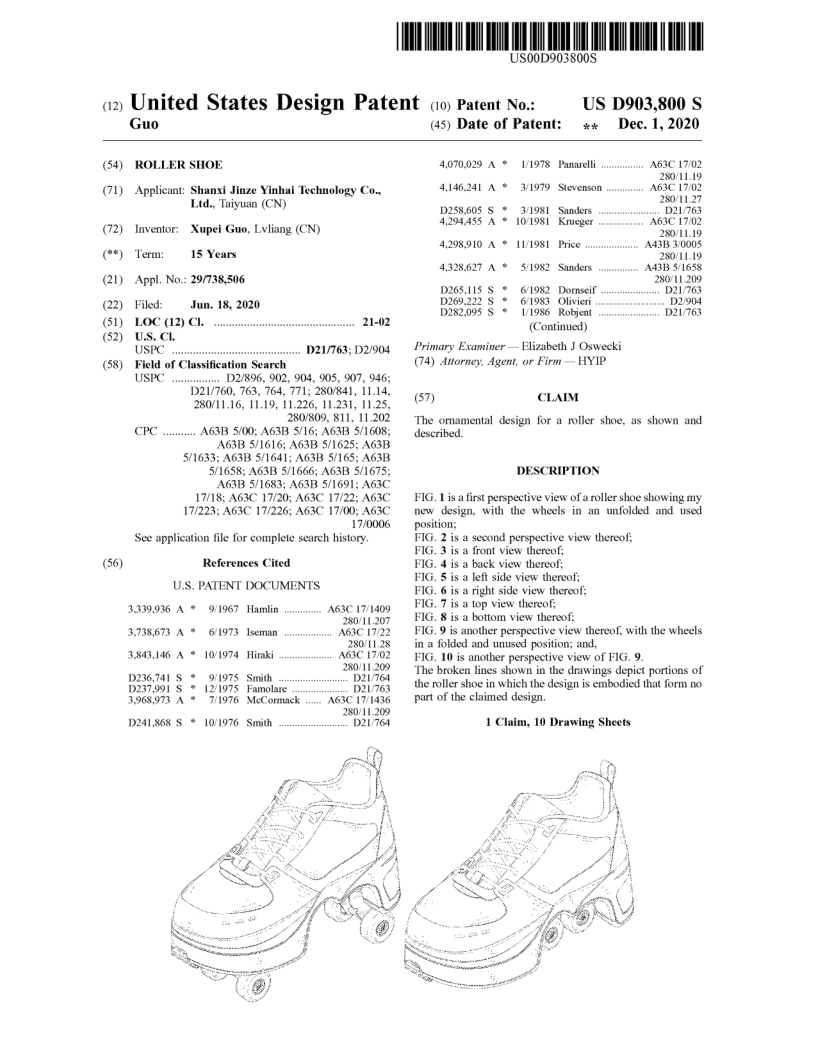 US00D903800S
(12) United States Design Patent
Guo
(10) Patent No.: US D903,800 S
(45) Date of Patent: ** Dec. 1, 2020
(54) ROLLER SHOE
(71) Applicant: Shanxi Jinze Yinhai Technology Co.,
Ltd., Taiyuan (CN)
(72) Inventor: Xupei Guo, Lvliang (CN)
(**) Term: 15 Years
(21) Appl. No.: 29/738,506
(22) Filed: Jun. 18, 2020
(51) LOC (12) Cl. ............................................. 21-02
(52) U.S. Cl.
USPC .......................................... D21/763; D2/904
(58) Field of Classification Search
USPC ................ D2/896, 902, 904, 905, 907, 946;
D21/760, 763, 764, 771; 280/841, 11.14,
280/11.16, 11.19, 11.226, 11.231, 11.25,
280/809, 811, 11.202
CPC ........... A63B 5/00; A63B 5/16; A63B 5/1608;
A63B 5/1616; A63B 5/1625; A63B
5/1633; A63B 5/1641; A63B 5/165; A63B
5/1658; A63B 5/1666; A63B 5/1675;
A63B 5/1683; A63B 5/1691; A63C
17/18; A63C 17/20; A63C 17/22; A63C
17/223; A63C 17/226; A63C 17/00; A63C
17/0006
See application file for complete search history.
(56) References Cited
U.S. PATENT DOCUMENTS
3,339,936 A * 9/1967 Hamlin .............. A63C 17/1409
280/11.207
3,738,673 A * 6/1973 Iseman .................. A63C 17/22
280/11.28
3,843,146 A * 10/1974 Hiraki .................... A63C 17/02
280/11.209
D236,741 S * 9/1975 Smith .......................... D21/764
D237,991 S * 12/1975 Famolare ..................... D21/763
3,968,973 A * 7/1976 McCormack ...... A63C 17/1436
280/11.209
D241,868 S * 10/1976 Smith .......................... D21/764
4,070,029 A * 1/1978 Panarelli ................ A63C 17/02
280/11.19
4,146,241 A * 3/1979 Stevenson .............. A63C 17/02
280/11.27
D258,605 S * 3/1981 Sanders ....................... D21/763
4,294,455 A * 10/1981 Krueger ................. A63C 17/02
280/11.19
4,298,910 A * 11/1981 Price .................... A43B 3/0005
280/11.19
4,328,627 A * 5/1982 Sanders ............... A43B 5/1658
280/11.209
D265,115 S * 6/1982 Dornseif ...................... D21/763
D269,222 S * 6/1983 Olivieri .......................... D2/904
D282,095 S * 1/1986 Robjent ....................... D21/763
(Continued)
Primary Examiner — Elizabeth J Oswecki
(74) Attorney, Agent, or Firm — HYIP
(57) CLAIM
The ornamental design for a roller shoe, as shown and
described.
DESCRIPTION
FIG. 1 is a first perspective view of a roller shoe showing my
new design, with the wheels in an unfolded and used
position;
FIG. 2 is a second perspective view thereof;
FIG. 3 is a front view thereof;
FIG. 4 is a back view thereof;
FIG. 5 is a left side view thereof;
FIG. 6 is a right side view thereof;
FIG. 7 is a top view thereof;
FIG. 8 is a bottom view thereof;
FIG. 9 is another perspective view thereof, with the wheels
in a folded and unused position; and,
FIG. 10 is another perspective view of FIG. 9.
The broken lines shown in the drawings depict portions of
the roller shoe in which the design is embodied that form no
part of the claimed design.
1 Claim, 10 Drawing Sheets